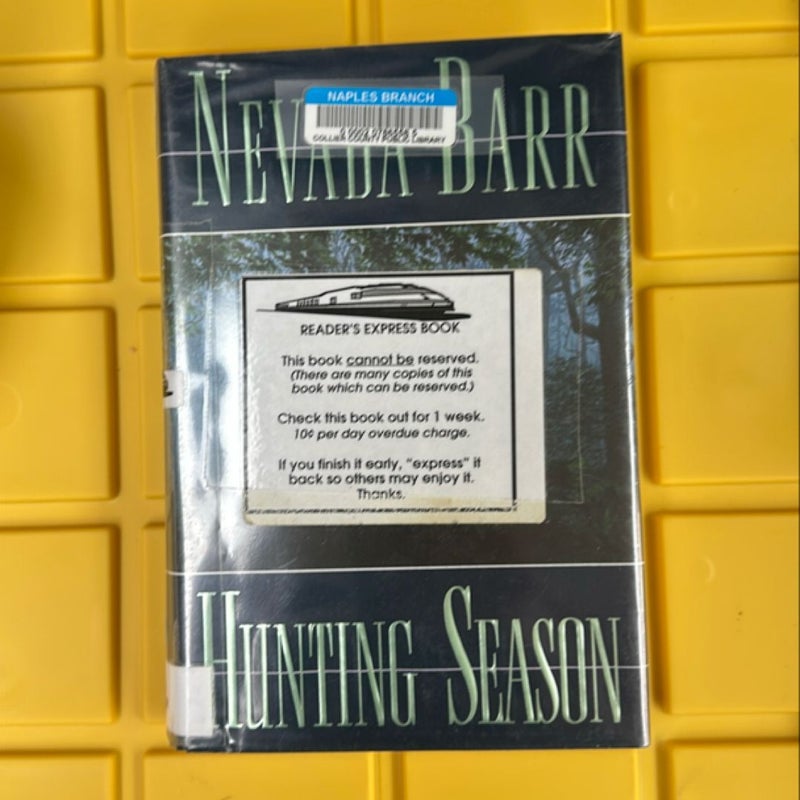 NEVADA BARR
NAPLES BRANCH
COLLIER COUNTY PUBLIC LIBRARY
READER'S EXPRESS BOOK
This book cannot be reserved.
(There are many copies of this
book which can be reserved.)
Check this book out for 1 week.
10¢ per day overdue charge.
If you finish it early, "express" it
back so others may enjoy it.
Thanks.
HUNTING SEASON